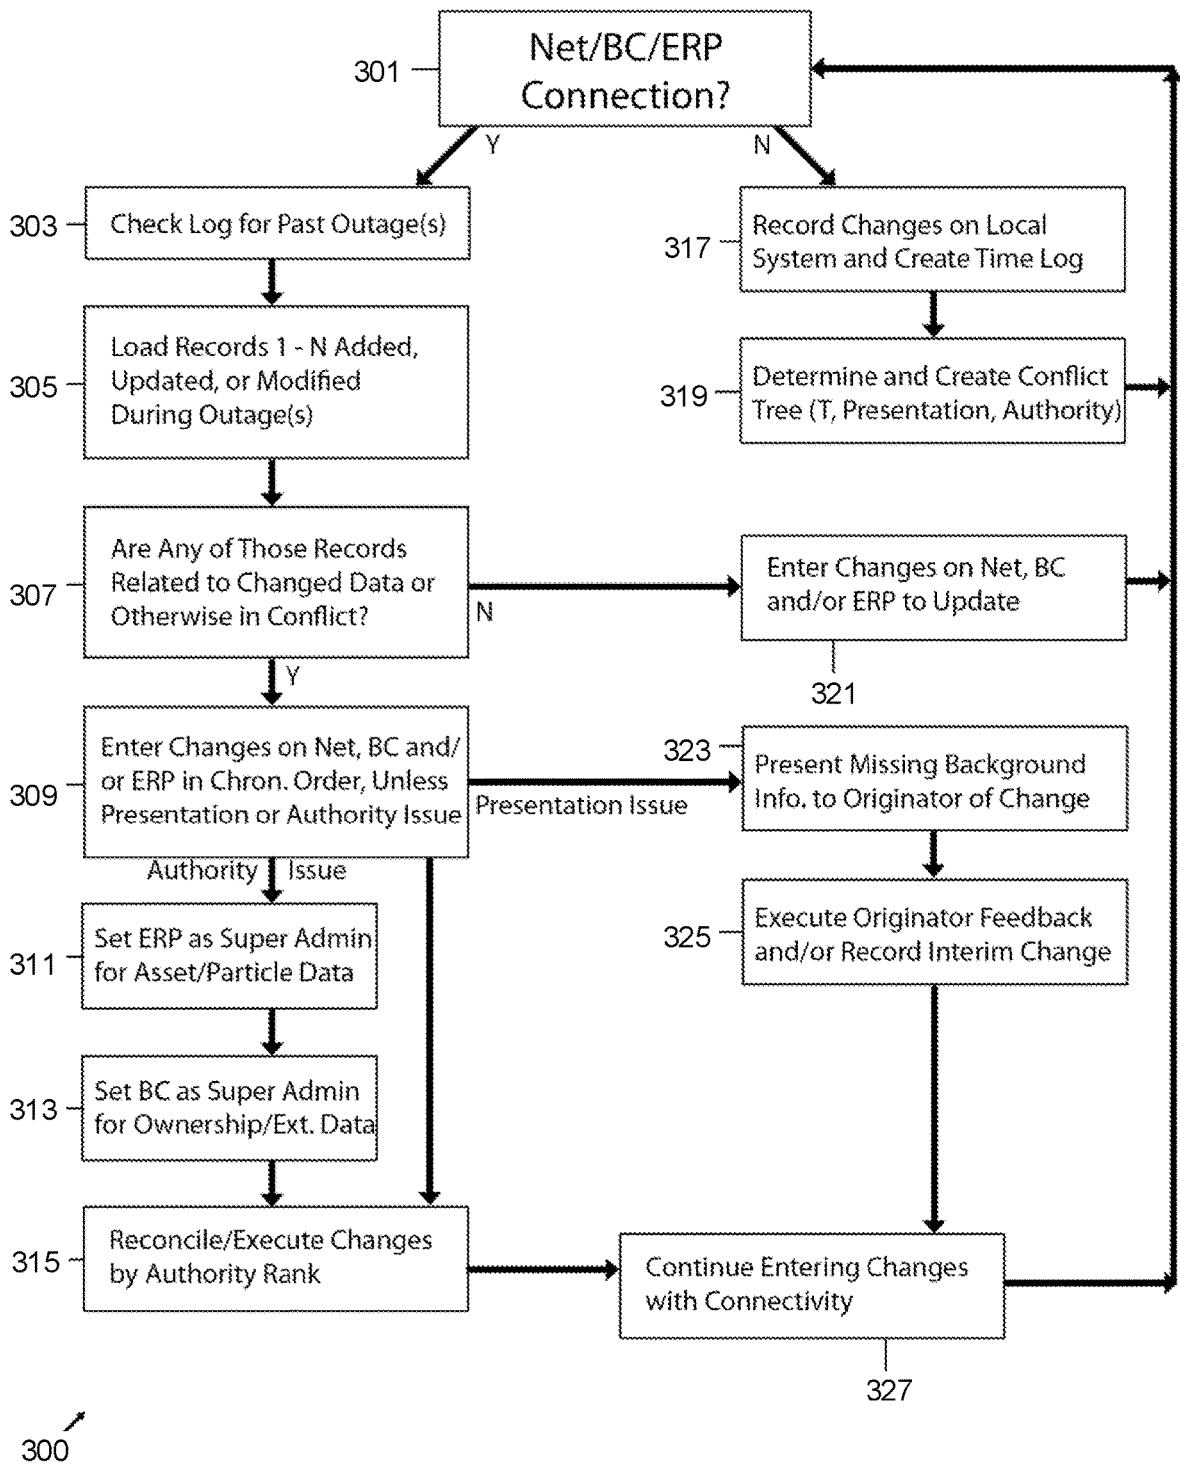 Net/BC/ERP
Connection?
301
Y
N
303
Check Log for Past Outage(s)
317
Record Changes on Local
System and Create Time Log
305
Load Records 1 - N Added,
Updated, or Modified
During Outage(s)
319
Determine and Create Conflict
Tree (T, Presentation, Authority)
307
Are Any of Those Records
Related to Changed Data or
Otherwise in Conflict?
N
Y
Enter Changes on Net, BC
and/or ERP to Update
321
309
Enter Changes on Net, BC and/
or ERP in Chron. Order, Unless
Presentation or Authority Issue
Presentation Issue
Authority Issue
323
Present Missing Background
Info. to Originator of Change
311
Set ERP as Super Admin
for Asset/Particle Data
325
Execute Originator Feedback
and/or Record Interim Change
313
Set BC as Super Admin
for Ownership/Ext. Data
315
Reconcile/Execute Changes
by Authority Rank
Continue Entering Changes
with Connectivity
327
300